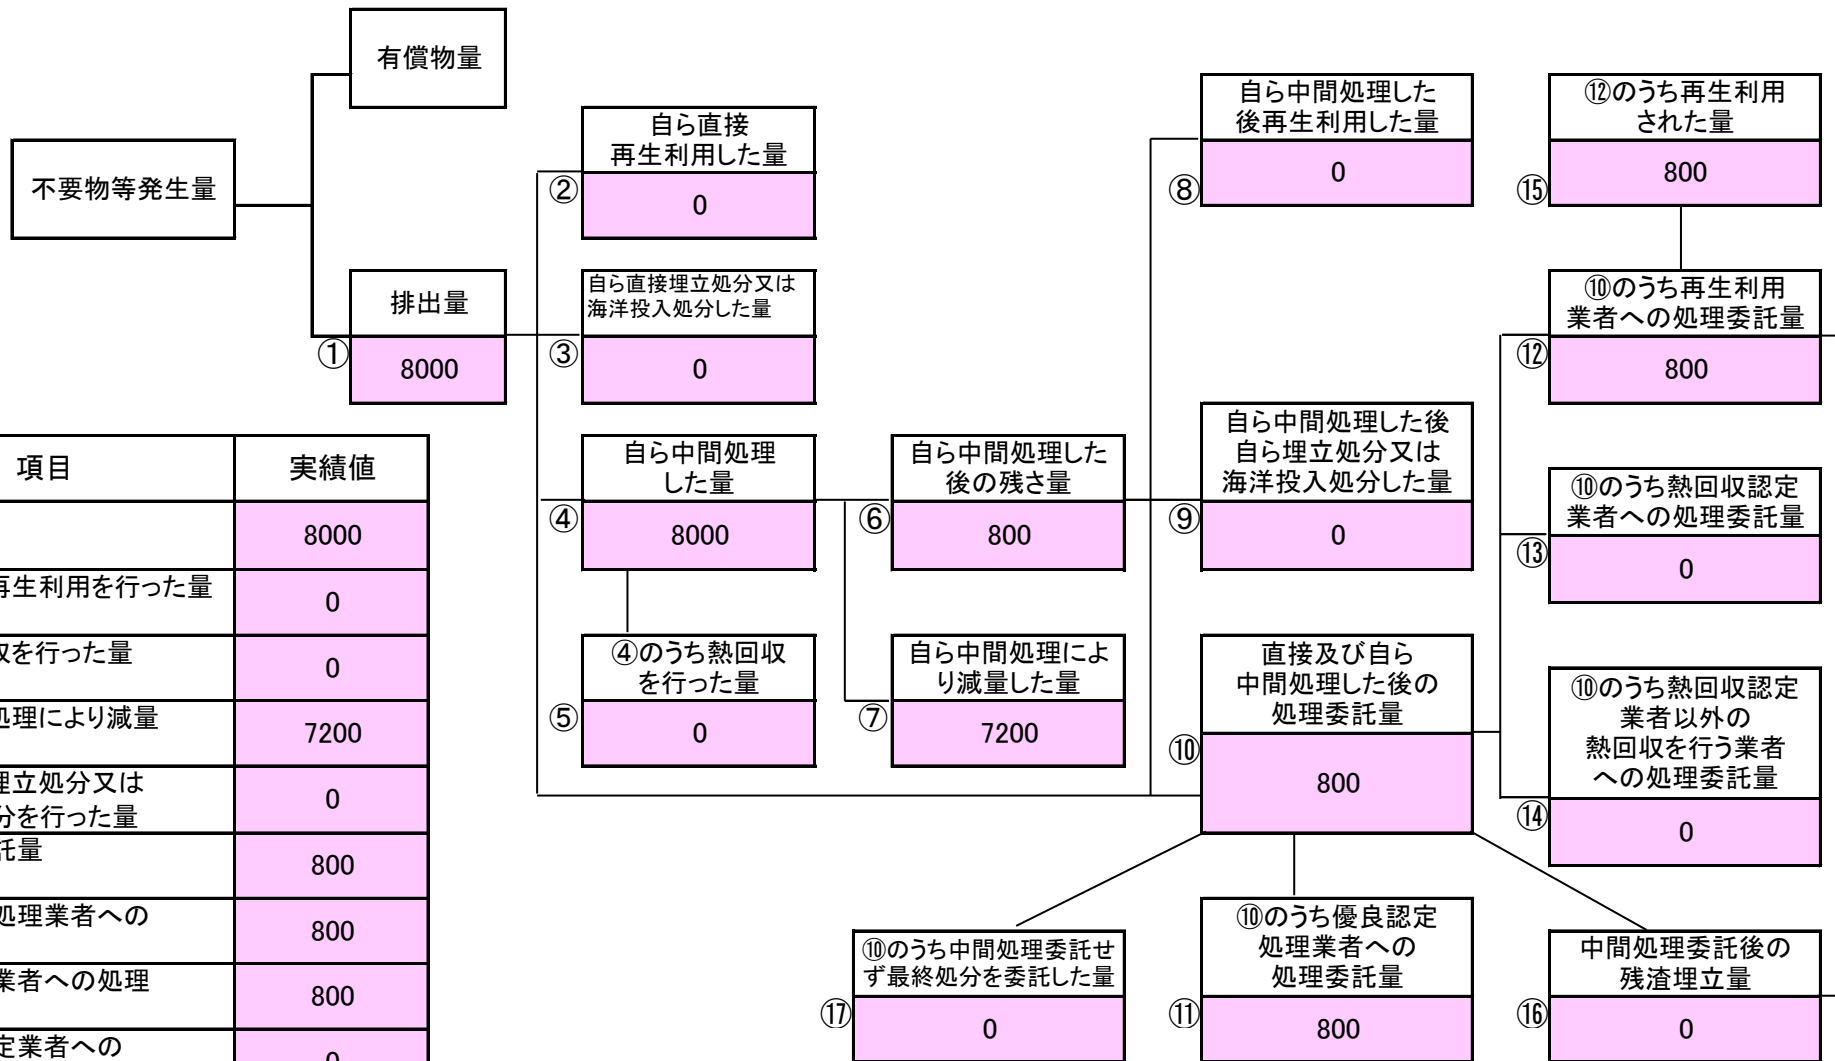 有償物量
不要物等発生量
排出量
①
8000
自ら直接
再生利用した量
②
0
自ら直接埋立処分又は
海洋投入処分した量
③
0
自ら中間処理
した量
④
8000
④のうち熱回収
を行った量
⑤
0
自ら中間処理した
後の残さ量
⑥
800
自ら中間処理によ
り減量した量
⑦
7200
自ら中間処理した
後再生利用した量
⑧
0
自ら中間処理した後
自ら埋立処分又は
海洋投入処分した量
⑨
0
直接及び自ら
中間処理した後の
処理委託量
⑩
800
⑫のうち再生利用
された量
⑮
800
⑩のうち再生利用
業者への処理委託量
⑫
800
⑩のうち熱回収認定
業者への処理委託量
⑬
0
⑩のうち熱回収認定
業者以外の
熱回収を行う業者
への処理委託量
⑭
0
⑩のうち中間処理委託せ
ず最終処分を委託した量
⑰
0
⑩のうち優良認定
処理業者への
処理委託量
⑪
800
中間処理委託後の
残渣埋立量
⑯
0
項目 実績値
8000
再生利用を行った量 0
を行った量 0
処理により減量 7200
埋立処分又は
分を行った量 0
託量 800
処理業者への 800
業者への処理 800
定業者への 0